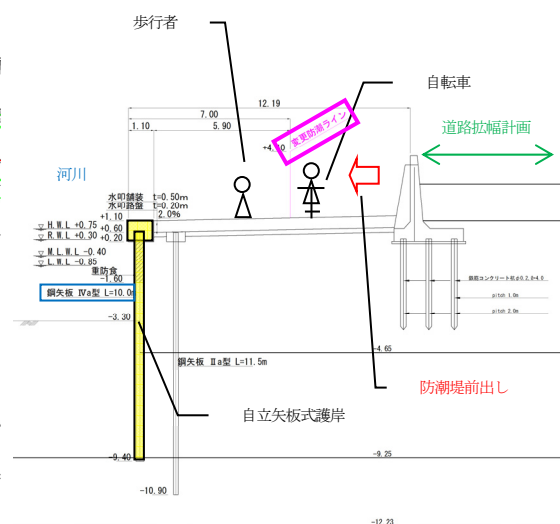 歩行者
自転車
12.19
7.00
変更防潮ライン
1.10
5.90
道路拡幅計画
河川
水叩舗装 t=0.50m
水叩路盤 t=0.20m
+1.10
2.0%
H.W.L +0.75
+0.60
R.W.L +0.30
+0.20
M.L.W.L -0.40
L.W.L -0.85
重防食
-1.60
鋼矢板 Ⅳa型 L=10.0m
pitch 1.0m
-3.30
pitch 2.0m
-4.65
鋼矢板 Ⅱa型 L=11.5m
防潮堤前出し
自立矢板式護岸
-9.40
-9.25
-10.90
-12.23